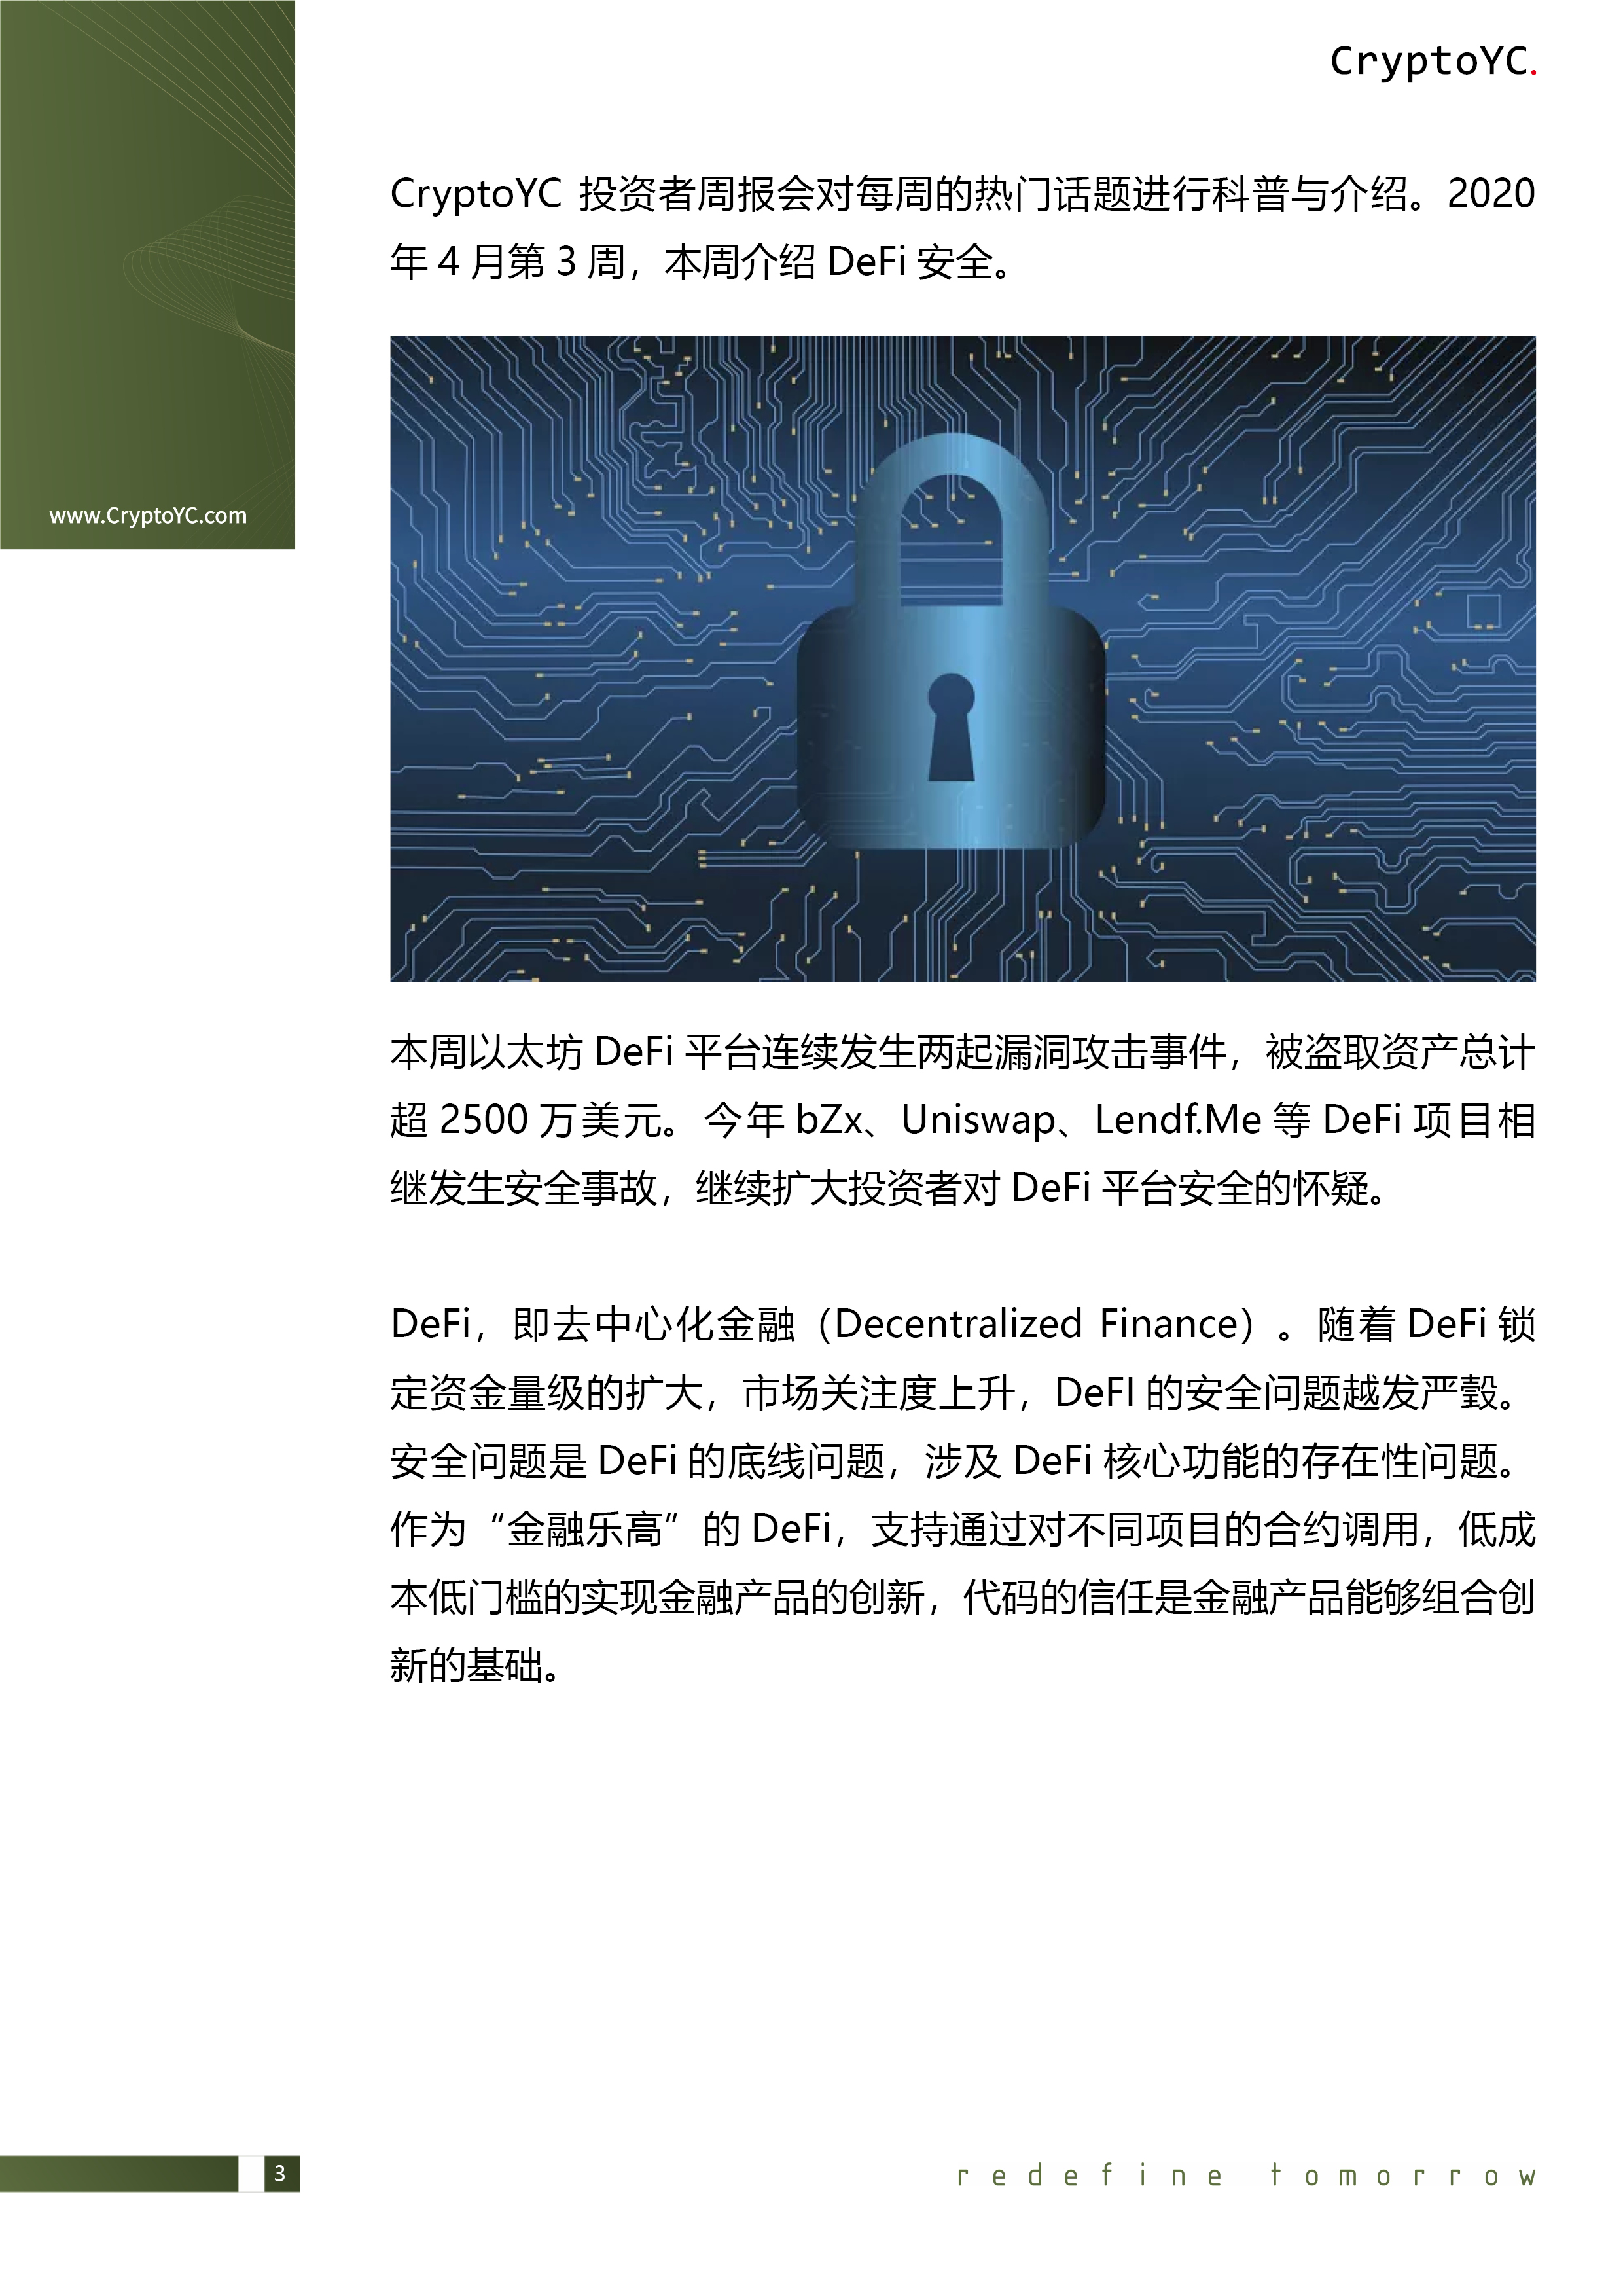 CryptoYC.
www.CryptoYC.com
CryptoYC 投资者周报会对每周的热门话题进行科普与介绍。2020
年 4 月第 3 周，本周介绍 DeFi 安全。
本周以太坊 DeFi 平台连续发生两起漏洞攻击事件，被盗取资产总计
超 2500 万美元。 今年 bZx、Uniswap、Lendf.Me 等 DeFi 项目相
继发生安全事故，继续扩大投资者对 DeFi 平台安全的怀疑。
DeFi，即去中心化金融（Decentralized Finance）。随着 DeFi 锁
定资金量级的扩大，市场关注度上升，DeFI 的安全问题越发严毂。
安全问题是 DeFi 的底线问题，涉及 DeFi 核心功能的存在性问题。
作为“金融乐高”的 DeFi，支持通过对不同项目的合约调用，低成
本低门槛的实现金融产品的创新，代码的信任是金融产品能够组合创
新的基础。
3
redefine tomorrow